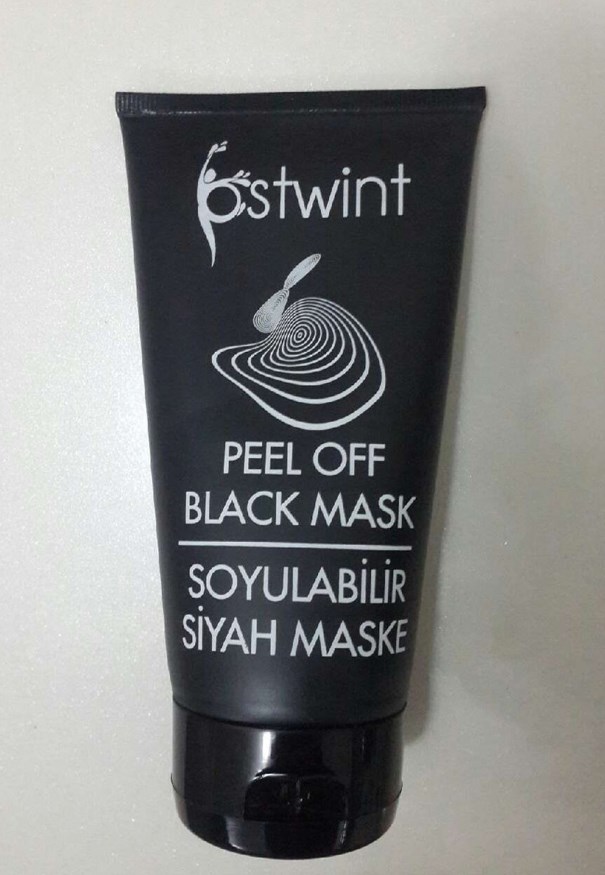 ostwint
PEEL OFF
BLACK MASK
SOYULABİLİR
SİYAH MASKE